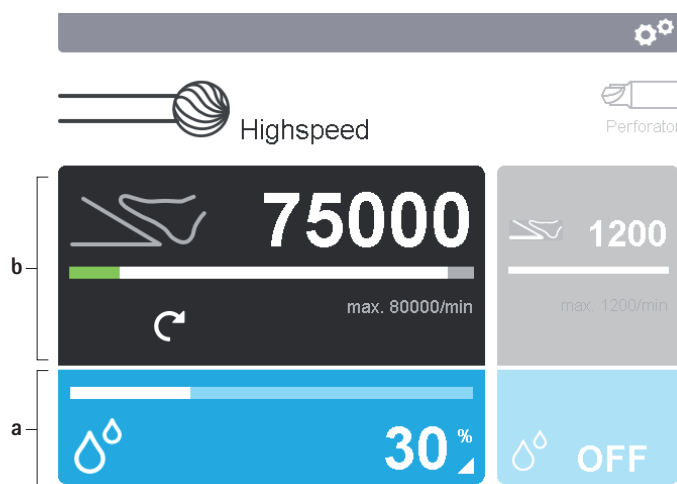 Highspeed
Perforator
b
75000
max. 80000/min
1200
max. 1200/min
a
30 %
OFF